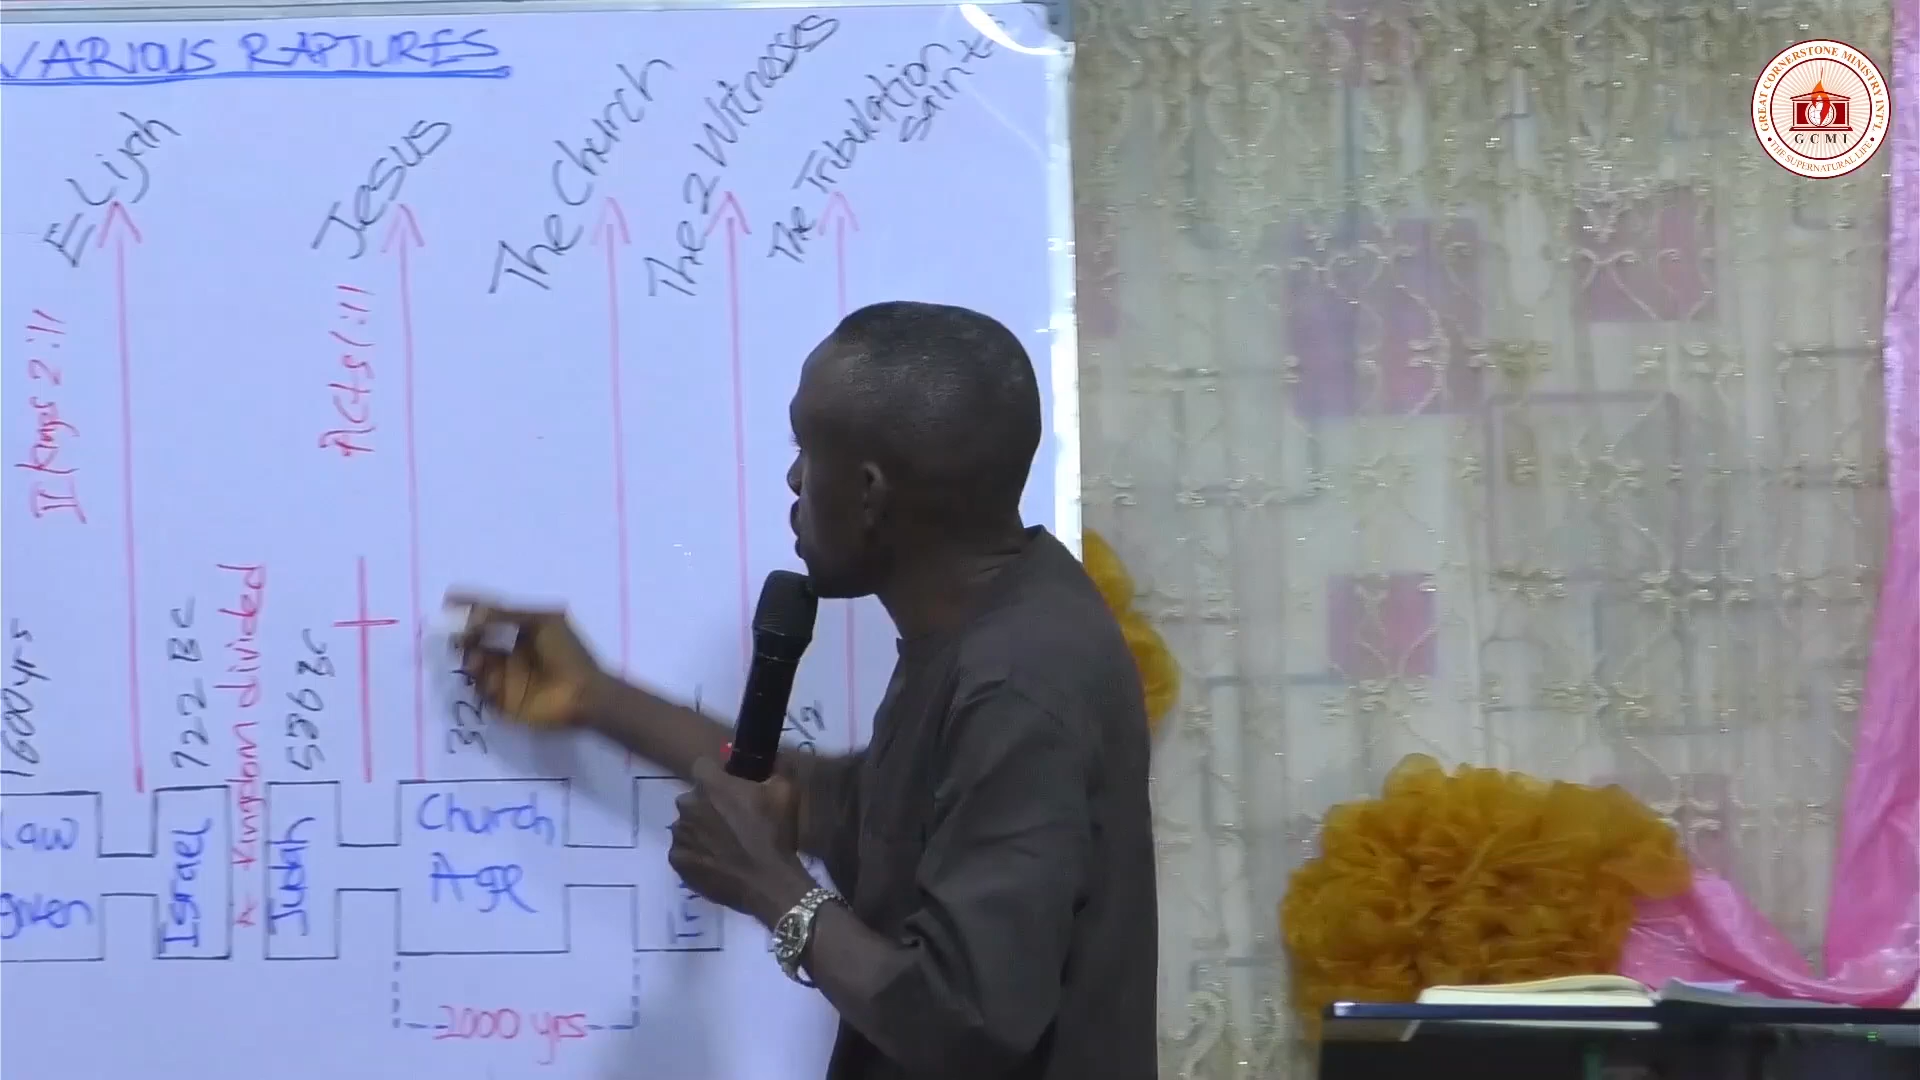 VARIOUS RAPTURES
ELijah
Jesus
The Church
The 2 Witnesses
The Tribulation
saints
II Kings 2:11
Acts 1:11
1600yrs
722 BC
A Kingdom divided
586 BC
Law
given
Israel
Judah
Church
Age
2000 yrs
GREAT CORNERSTONE MINISTRY INT'L
GCMI
THE SUPERNATURAL LIFE